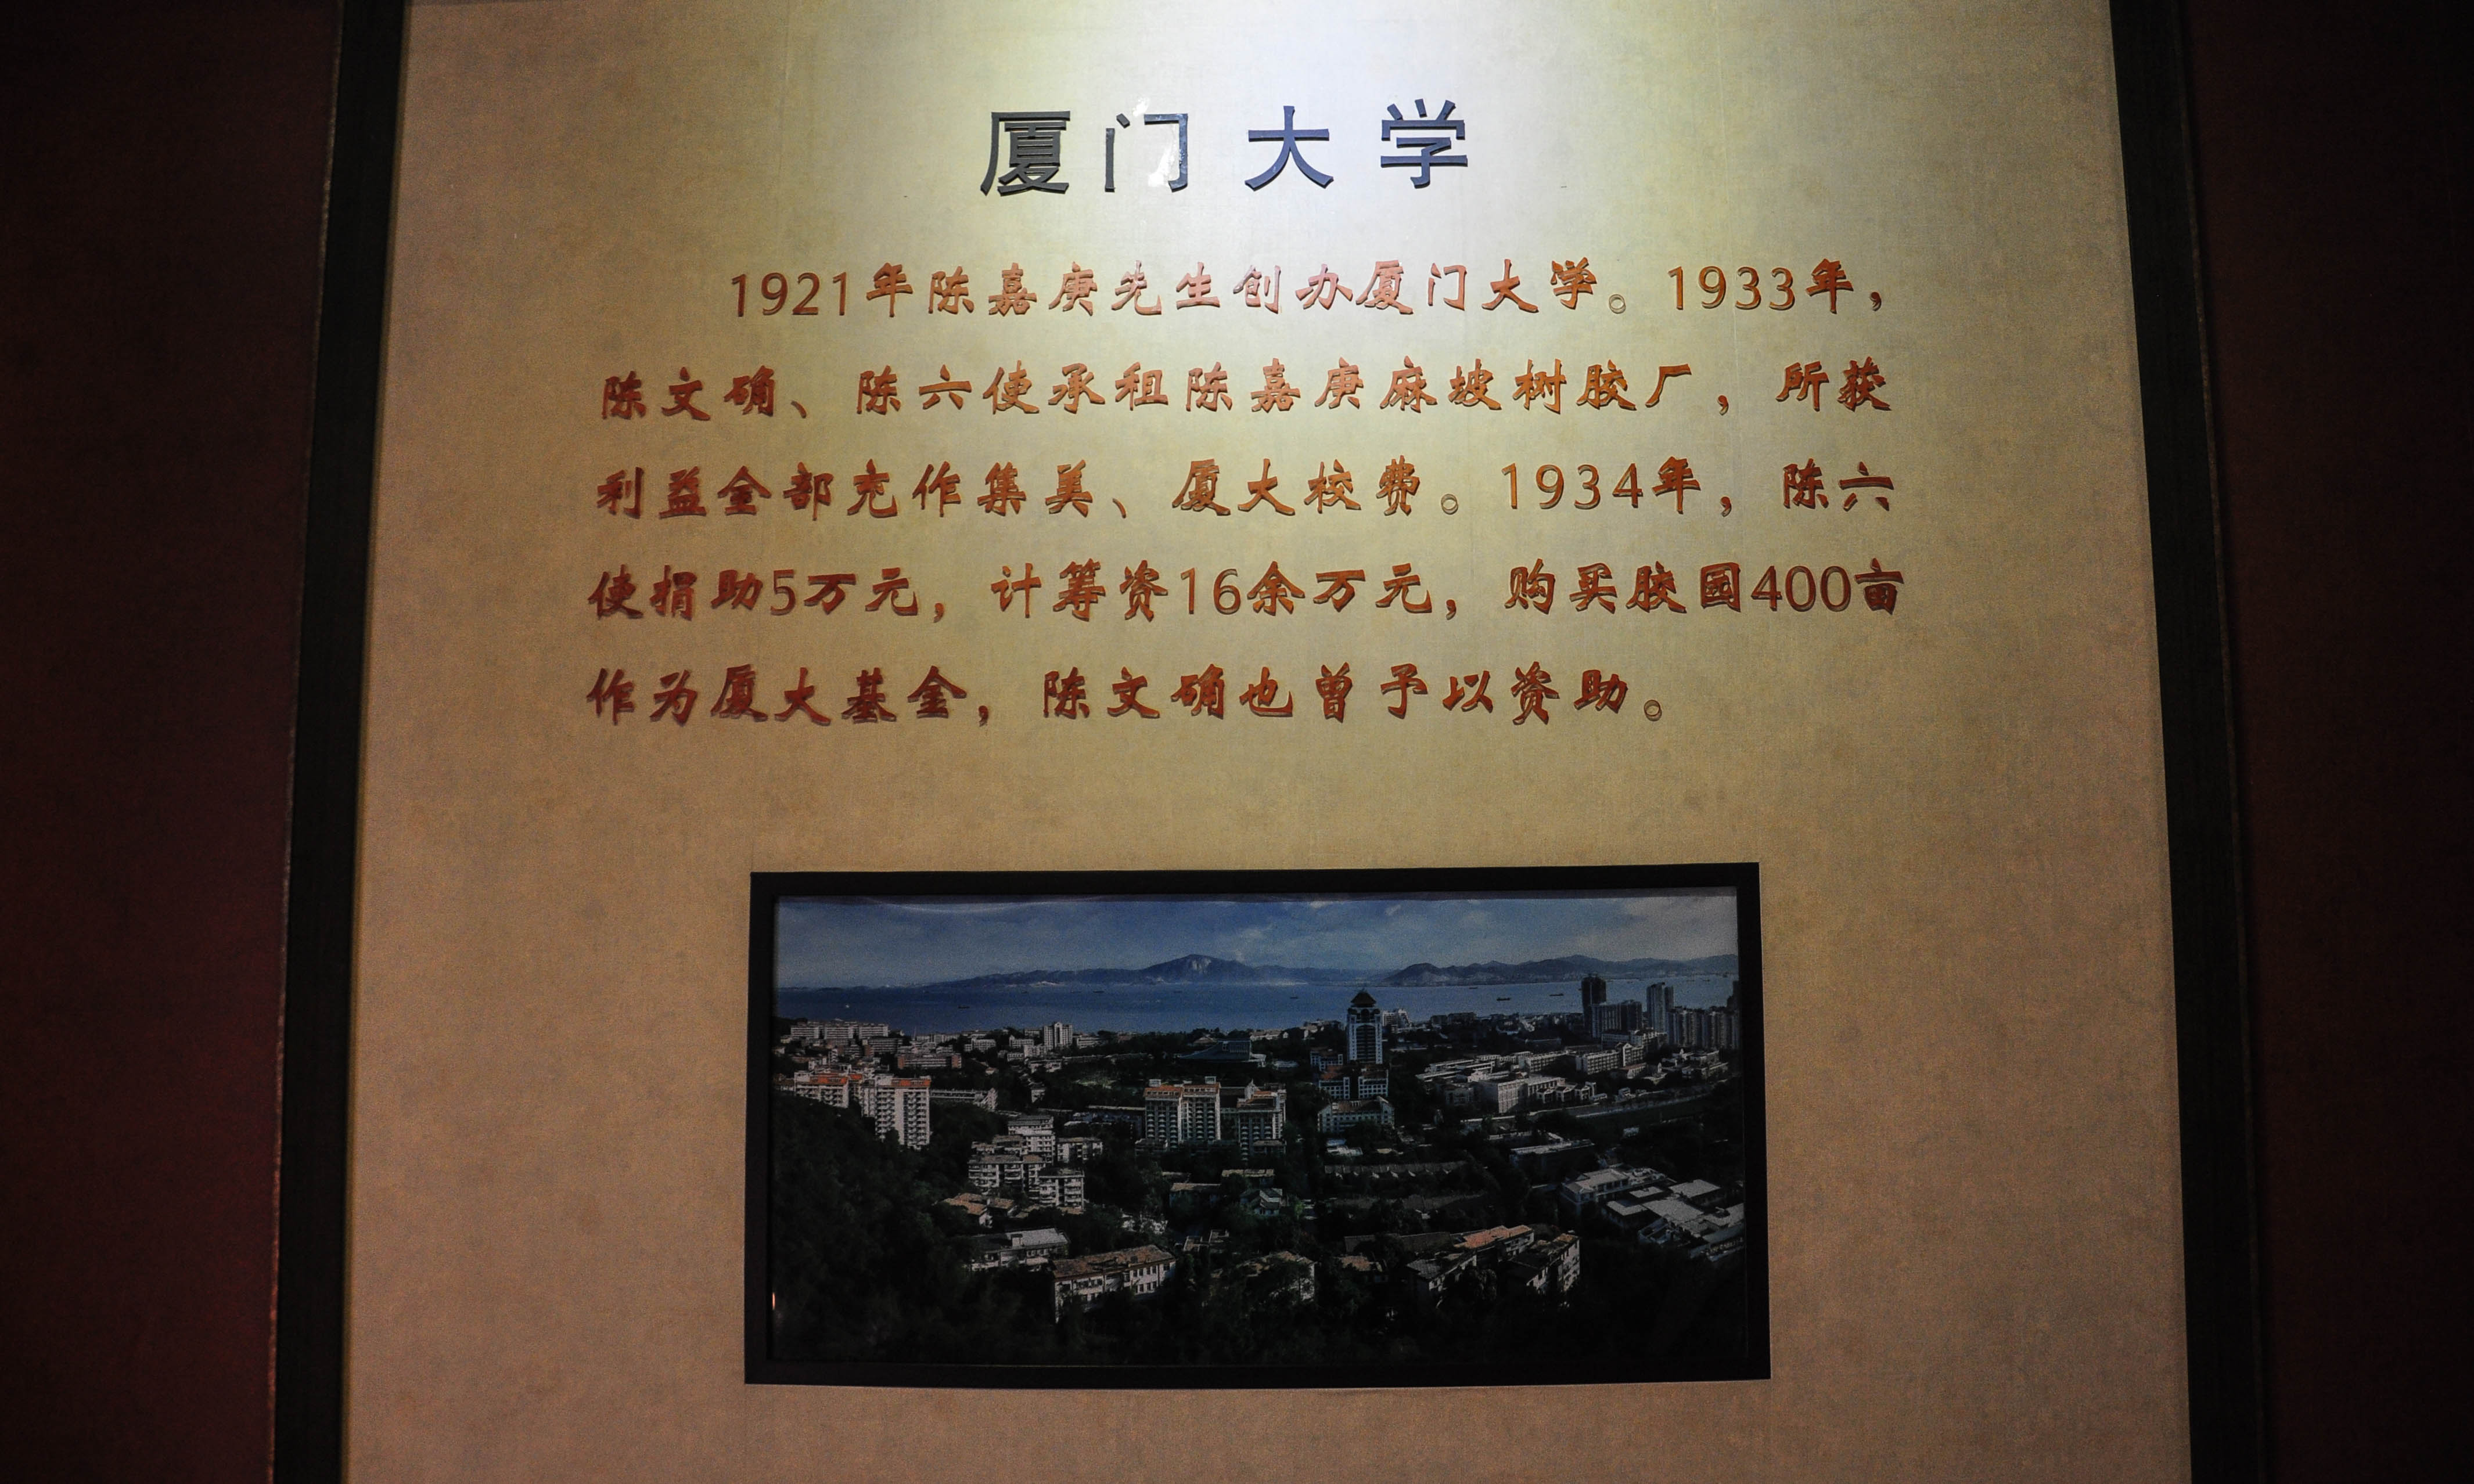 厦门大学
1921年陈嘉庚先生创办厦门大学。1933年，
陈文确、陈六使承租陈嘉庚麻坡树胶厂，所获
利益全部充作集美、厦大校费。1934年，陈六
使捐助5万元，计筹资16余万元，购买胶园400亩
作为厦大基金，陈文确也曾予以资助。